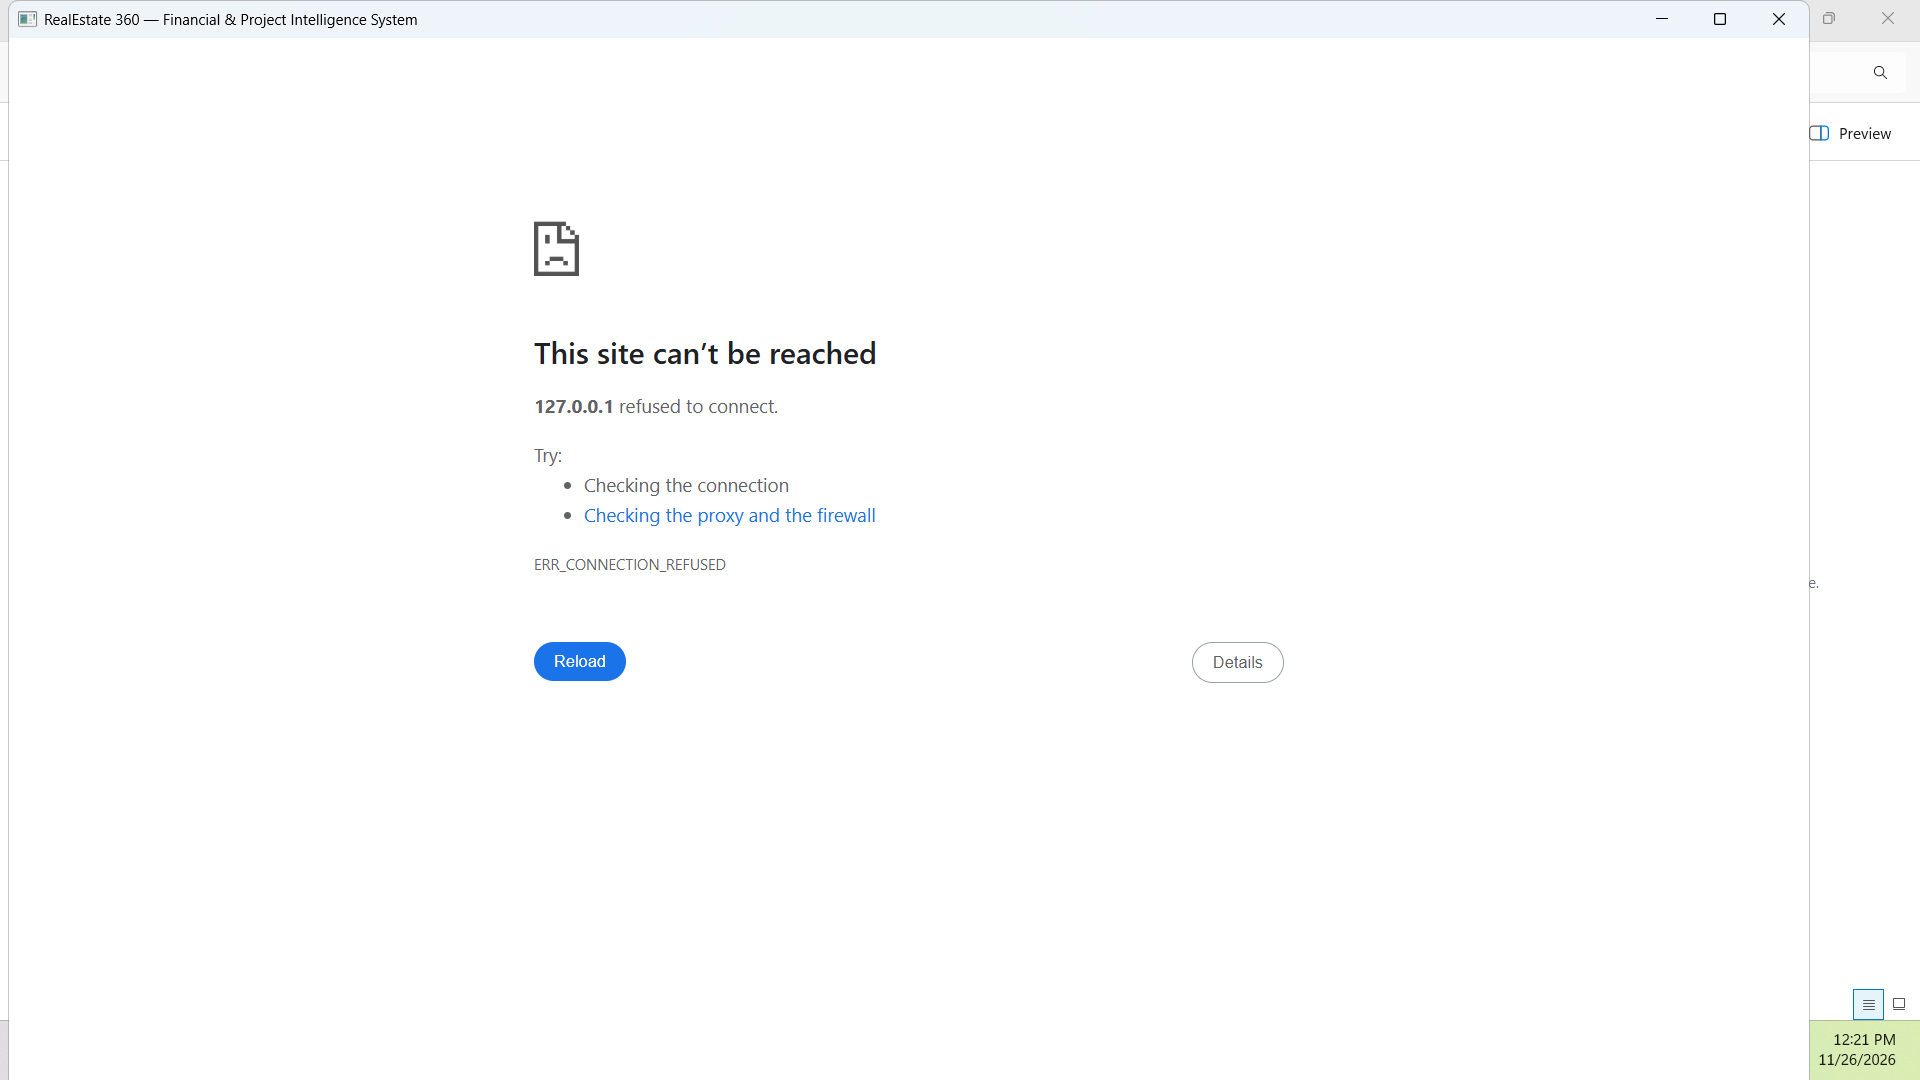 RealEstate 360 — Financial & Project Intelligence System
Preview
This site can’t be reached
127.0.0.1 refused to connect.
Try:
Checking the connection
Checking the proxy and the firewall
ERR_CONNECTION_REFUSED
e.
Reload
Details
12:21 PM
11/26/2026